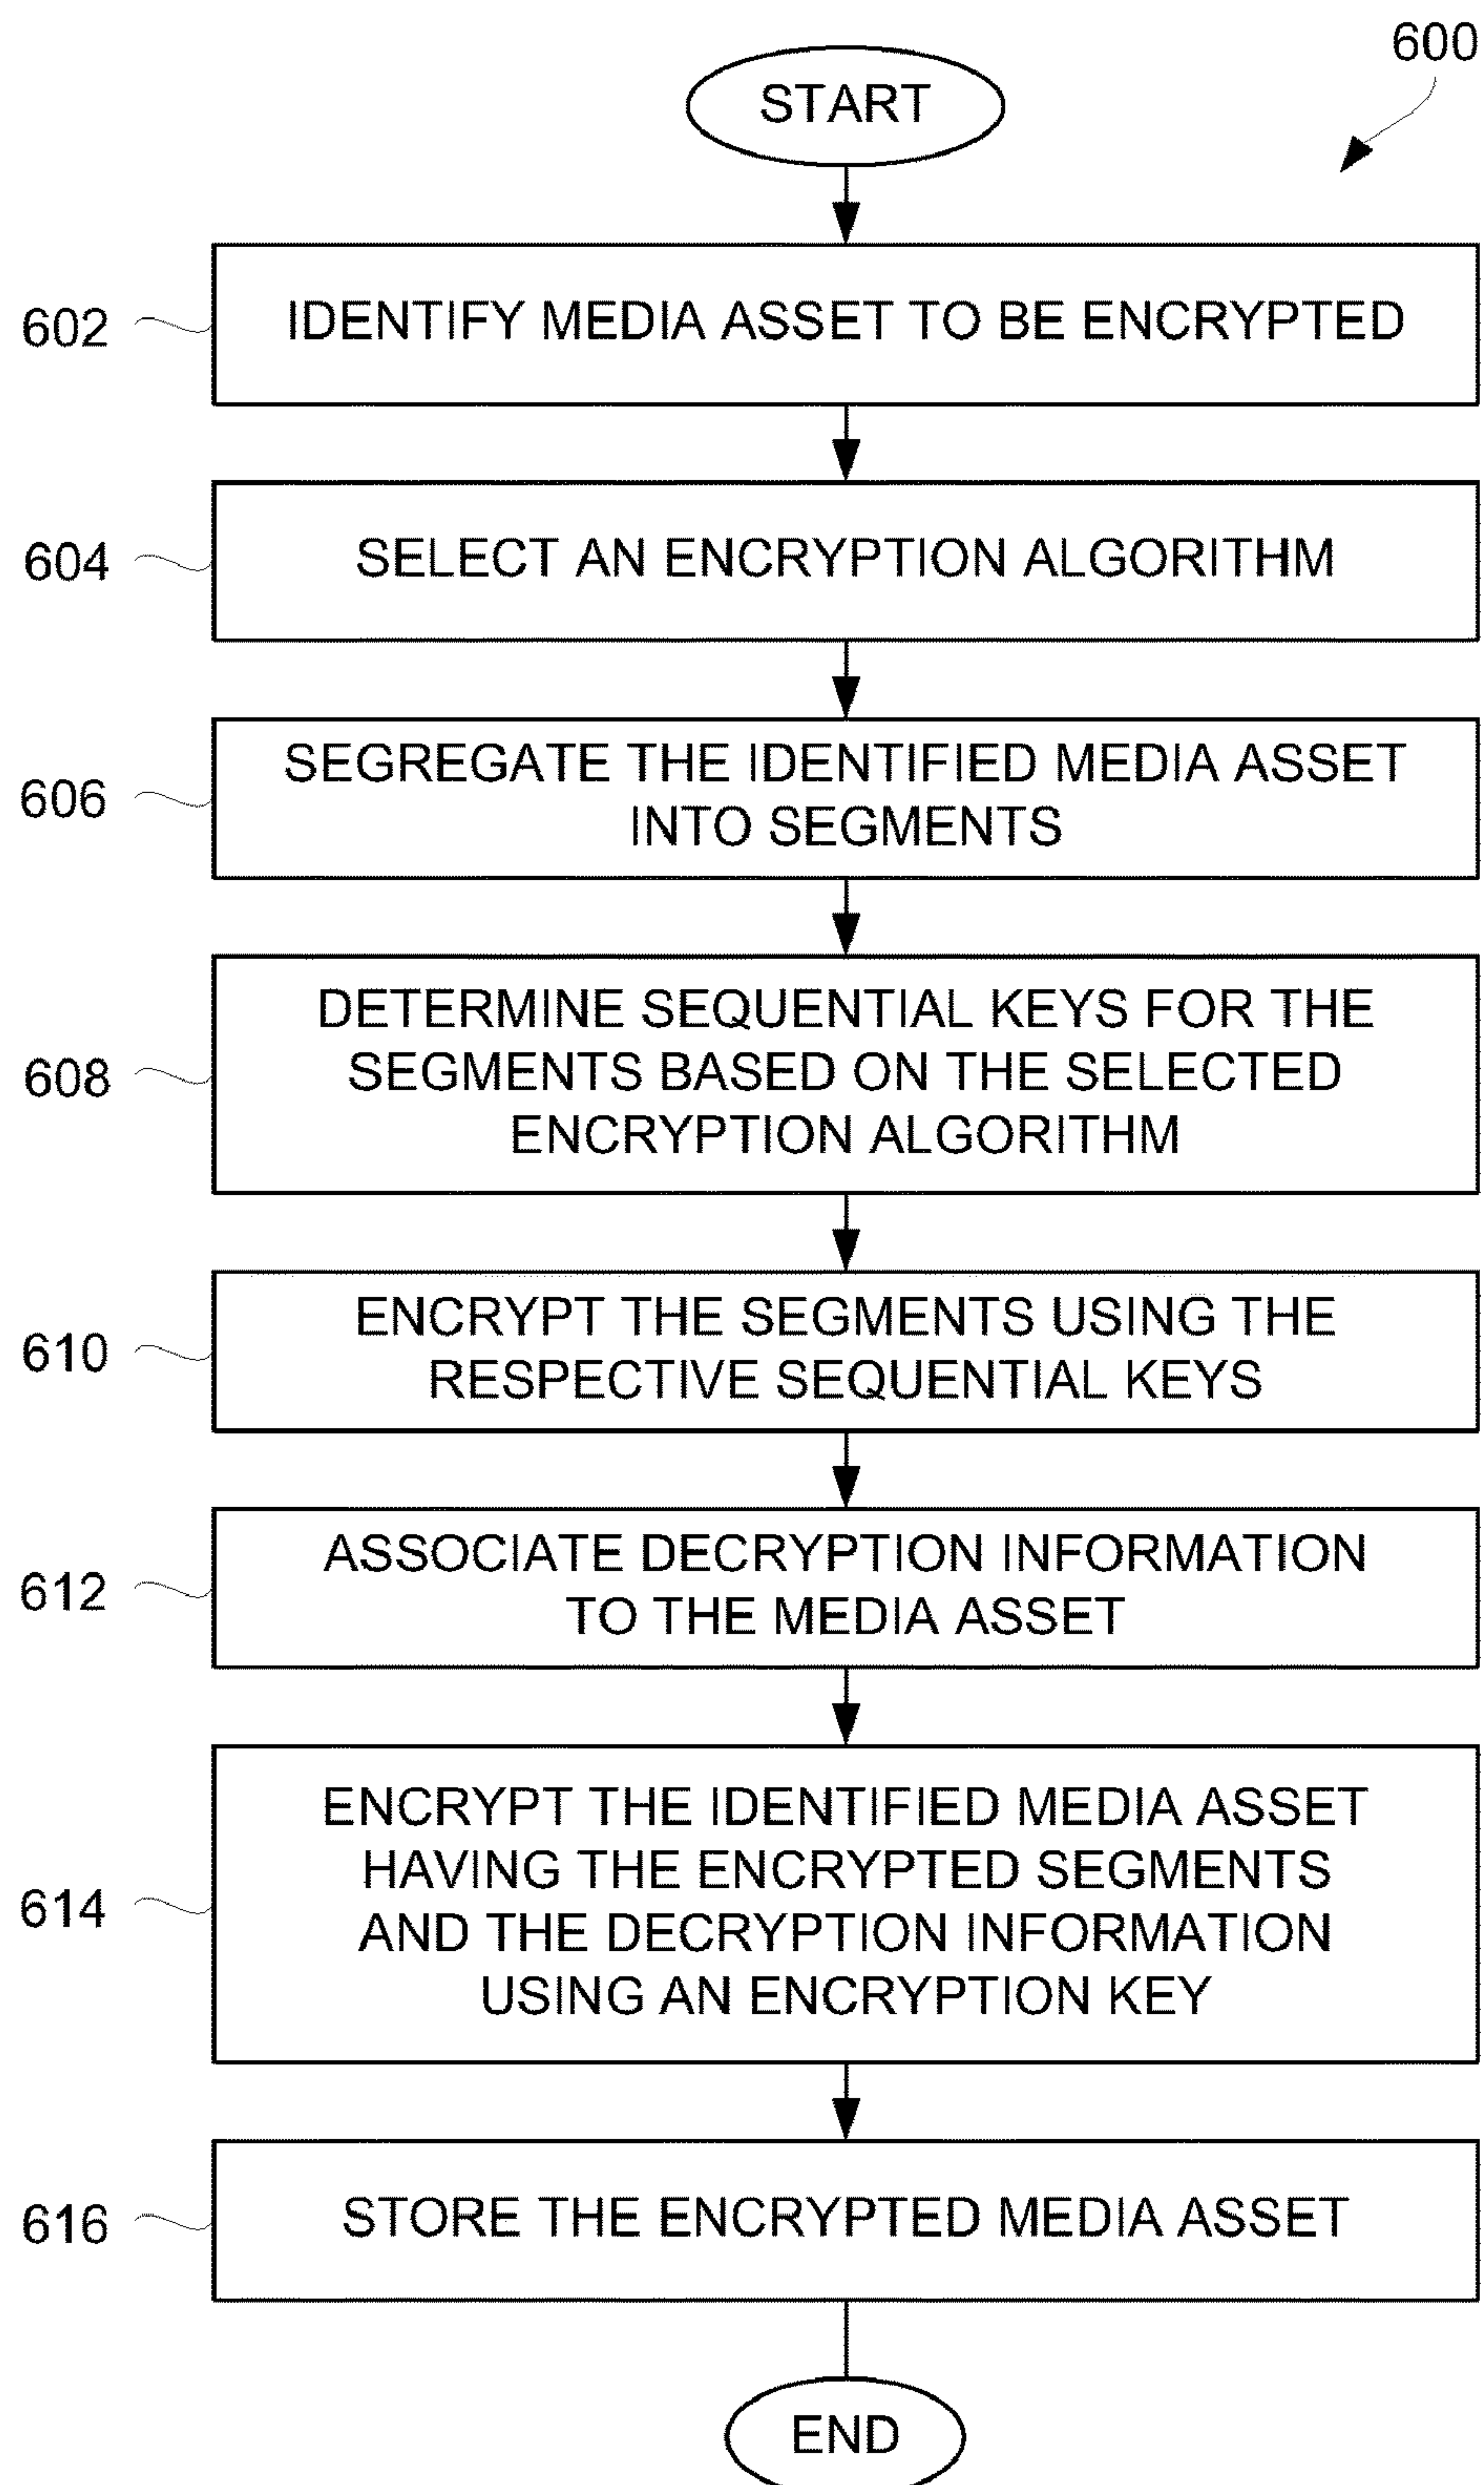 600
START
602
IDENTIFY MEDIA ASSET TO BE ENCRYPTED
604
SELECT AN ENCRYPTION ALGORITHM
606
SEGREGATE THE IDENTIFIED MEDIA ASSET
INTO SEGMENTS
608
DETERMINE SEQUENTIAL KEYS FOR THE
SEGMENTS BASED ON THE SELECTED
ENCRYPTION ALGORITHM
610
ENCRYPT THE SEGMENTS USING THE
RESPECTIVE SEQUENTIAL KEYS
612
ASSOCIATE DECRYPTION INFORMATION
TO THE MEDIA ASSET
614
ENCRYPT THE IDENTIFIED MEDIA ASSET
HAVING THE ENCRYPTED SEGMENTS
AND THE DECRYPTION INFORMATION
USING AN ENCRYPTION KEY
616
STORE THE ENCRYPTED MEDIA ASSET
END